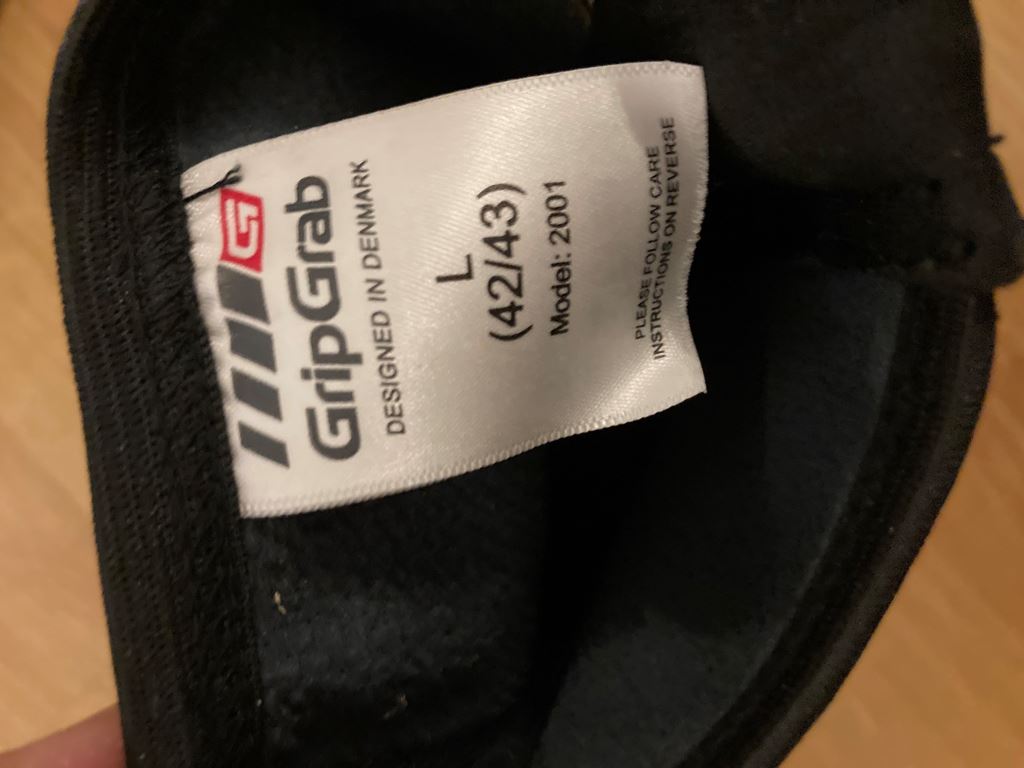 GripGrab
DESIGNED IN DENMARK
L
(42/43)
Model: 2001
PLEASE FOLLOW CARE
INSTRUCTIONS ON REVERSE